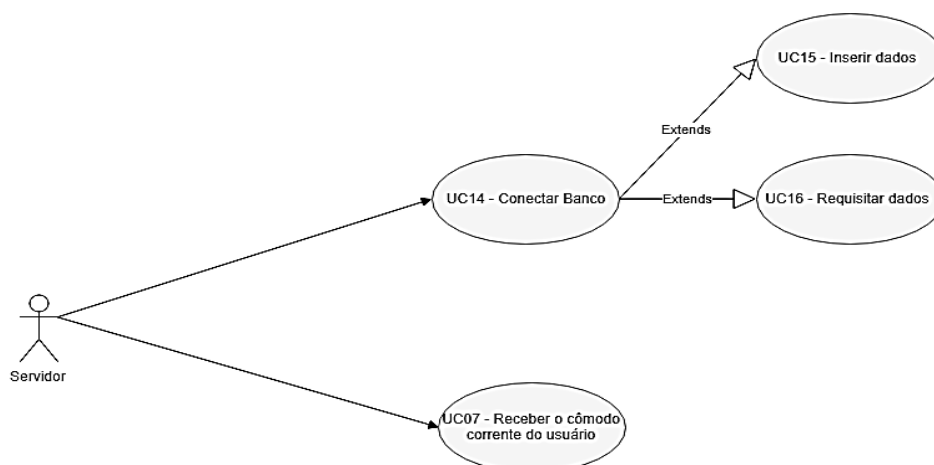 UC15 - Inserir dados
Extends
UC14 - Conectar Banco
Extends
UC16 - Requisitar dados
Servidor
UC07 - Receber o cômodo
corrente do usuário